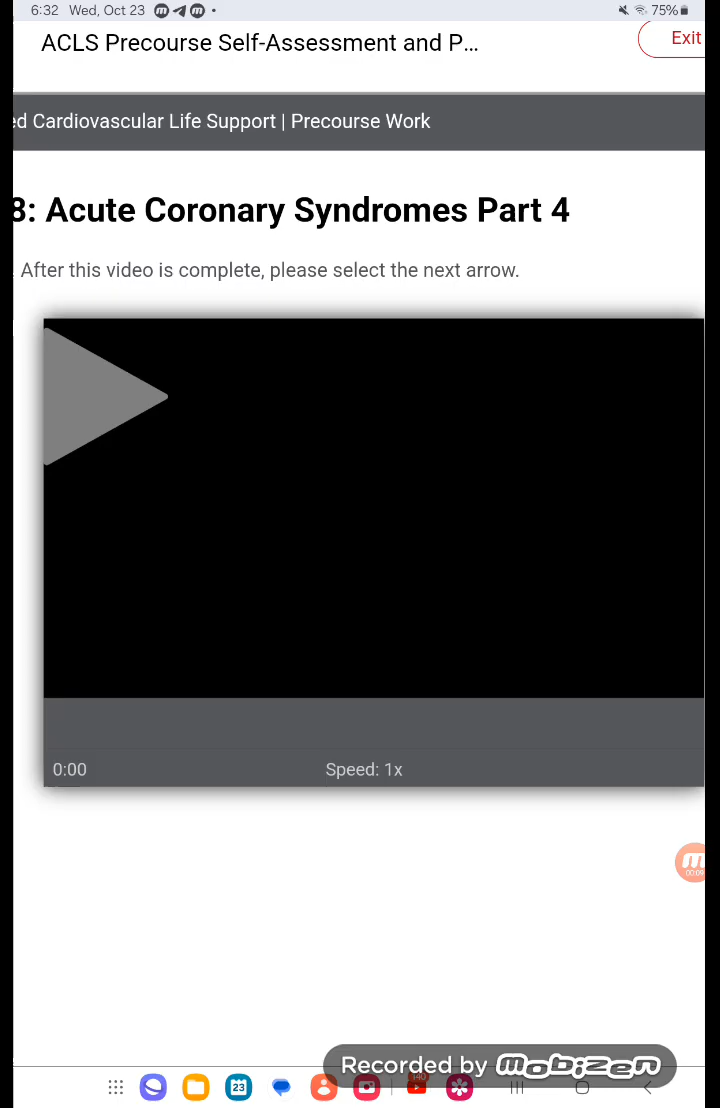 6:32 Wed, Oct 23 75%
ACLS Precourse Self-Assessment and P...
Exit
ed Cardiovascular Life Support | Precourse Work
8: Acute Coronary Syndromes Part 4
After this video is complete, please select the next arrow.
0:00 Speed: 1x
00:09
Recorded by mobizen
23